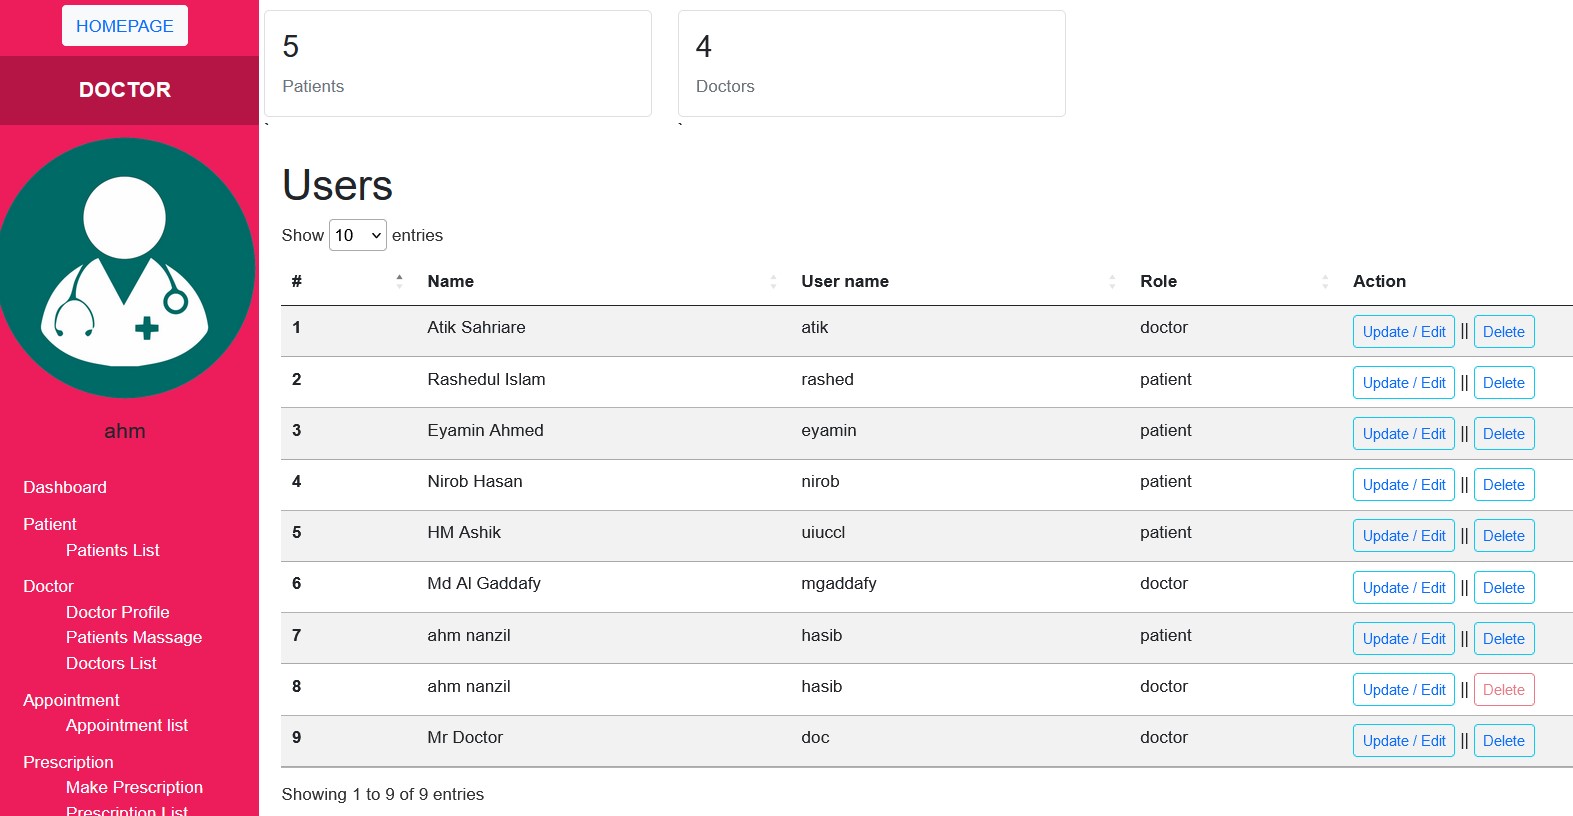 HOMEPAGE
DOCTOR
ahm
Dashboard
Patient
Patients List
Doctor
Doctor Profile
Patients Massage
Doctors List
Appointment
Appointment list
Prescription
Make Prescription
Prescription List
5
Patients
`
4
Doctors
`
Users
Show 10 entries
# Name User name Role Action
1 Atik Sahriare atik doctor Update / Edit || Delete
2 Rashedul Islam rashed patient Update / Edit || Delete
3 Eyamin Ahmed eyamin patient Update / Edit || Delete
4 Nirob Hasan nirob patient Update / Edit || Delete
5 HM Ashik uiuccl patient Update / Edit || Delete
6 Md Al Gaddafy mgaddafy doctor Update / Edit || Delete
7 ahm nanzil hasib patient Update / Edit || Delete
8 ahm nanzil hasib doctor Update / Edit || Delete
9 Mr Doctor doc doctor Update / Edit || Delete
Showing 1 to 9 of 9 entries